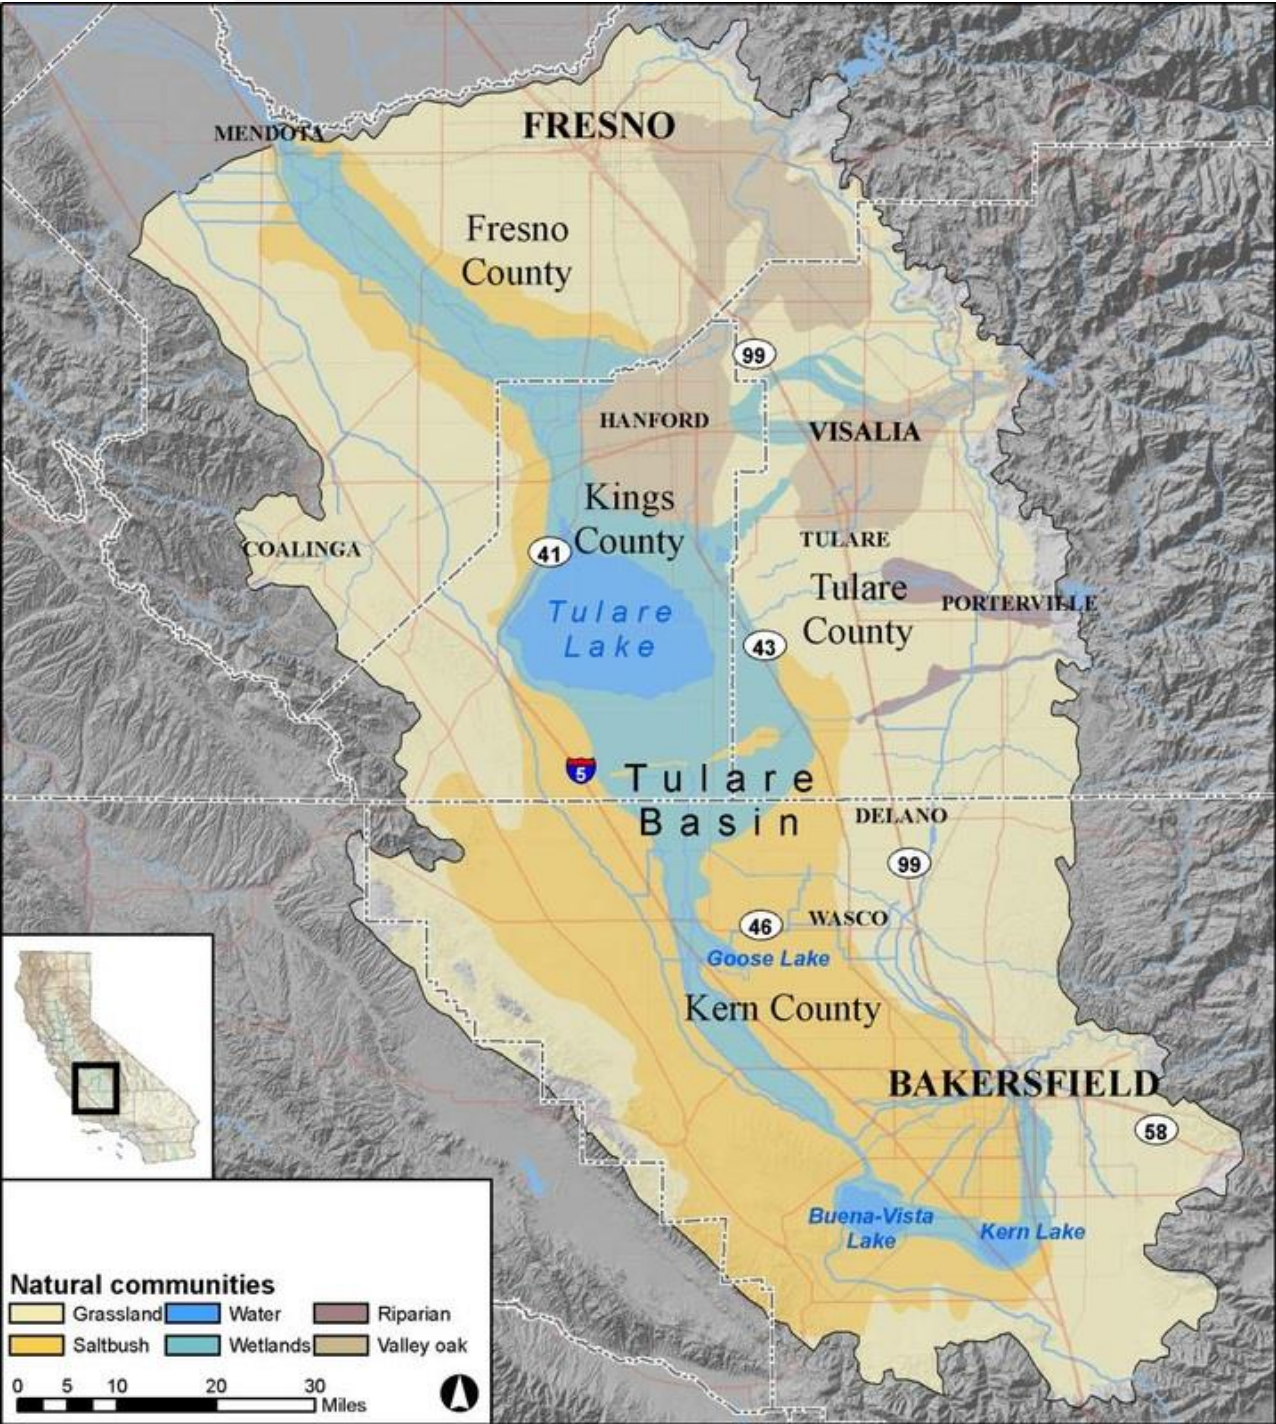 MENDOTA
FRESNO
Fresno
County
99
HANFORD
VISALIA
Kings
County
41
COALINGA
TULARE
Tulare
County
PORTERVILLE
Tulare
Lake
43
5
Tulare
Basin
DELANO
99
46
WASCO
Goose Lake
Kern County
BAKERSFIELD
58
Buena-Vista
Lake
Kern Lake
Natural communities
Grassland Water Riparian
Saltbush Wetlands Valley oak
0 5 10 20 30
Miles